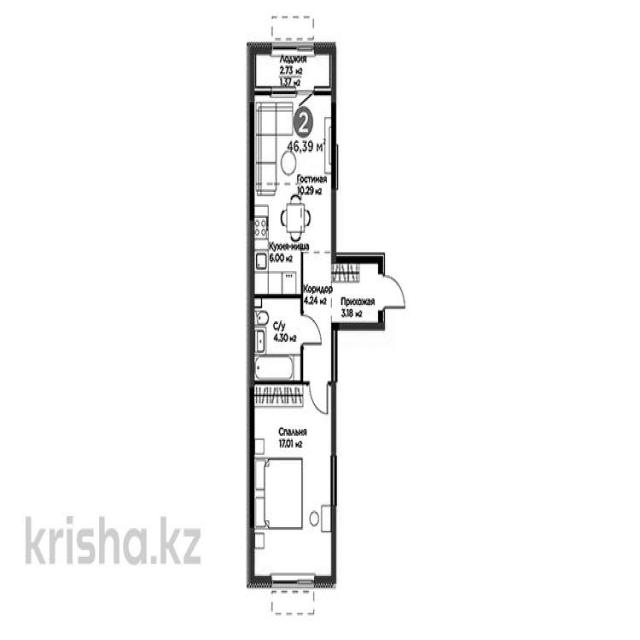 Лоджия
2.73 м2
1.37 м2
2
46,39 м²
Гостиная
10.29 м2
Кухня-ниша
6.00 м2
Коридор
4.24 м2
Прихожая
3.18 м2
С/у
4.30 м2
Спальня
17.01 м2
krisha.kz